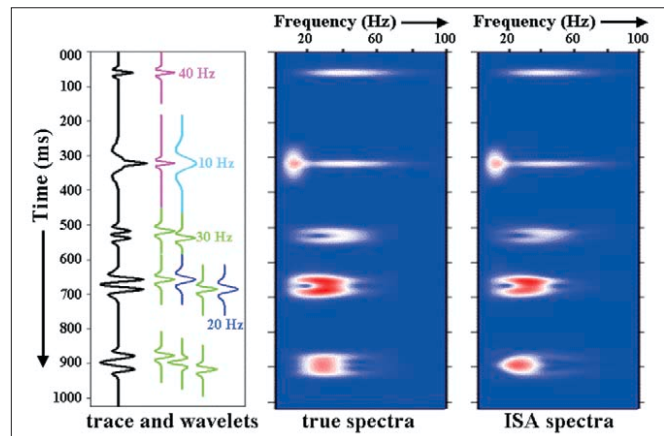 Frequency (Hz)
Frequency (Hz)
20 60 100
20 60 100
000
100
200
300
400
500
600
700
800
900
1000
Time (ms)
40 Hz
10 Hz
30 Hz
20 Hz
trace and wavelets
true spectra
ISA spectra